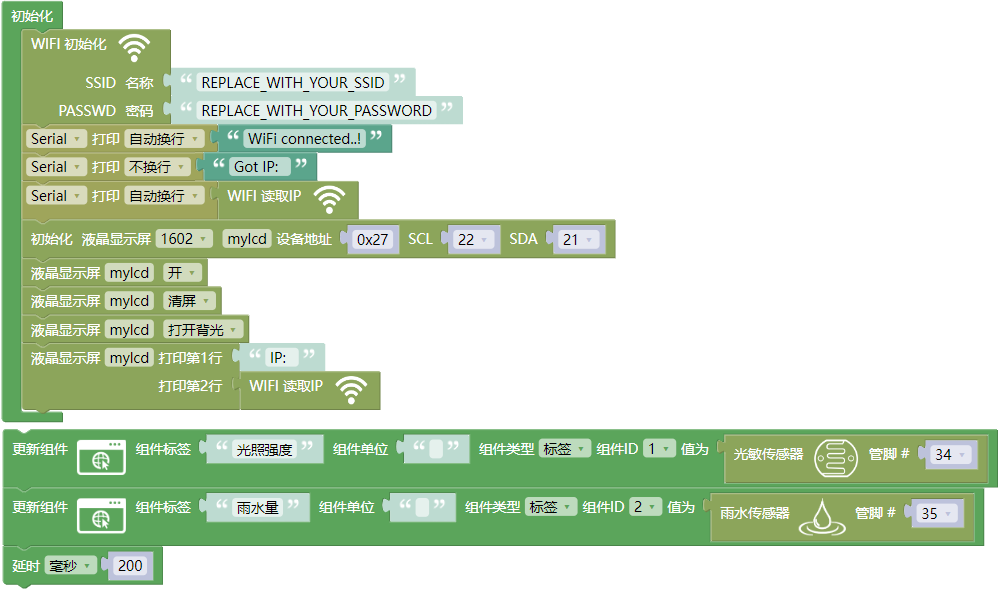 初始化
WIFI 初始化
SSID 名称 “ REPLACE_WITH_YOUR_SSID ”
PASSWD 密码 “ REPLACE_WITH_YOUR_PASSWORD ”
Serial 打印 自动换行 “ WiFi connected..! ”
Serial 打印 不换行 “ Got IP: ”
Serial 打印 自动换行 WIFI 读取IP
初始化 液晶显示屏 1602 mylcd 设备地址 0x27 SCL 22 SDA 21
液晶显示屏 mylcd 开
液晶显示屏 mylcd 清屏
液晶显示屏 mylcd 打开背光
液晶显示屏 mylcd 打印第1行 “ IP: ”
打印第2行 WIFI 读取IP
更新组件 组件标签 “ 光照强度 ” 组件单位 “ ” 组件类型 标签 组件ID 1 值为 光敏传感器 管脚 # 34
更新组件 组件标签 “ 雨水量 ” 组件单位 “ ” 组件类型 标签 组件ID 2 值为 雨水传感器 管脚 # 35
延时 毫秒 200